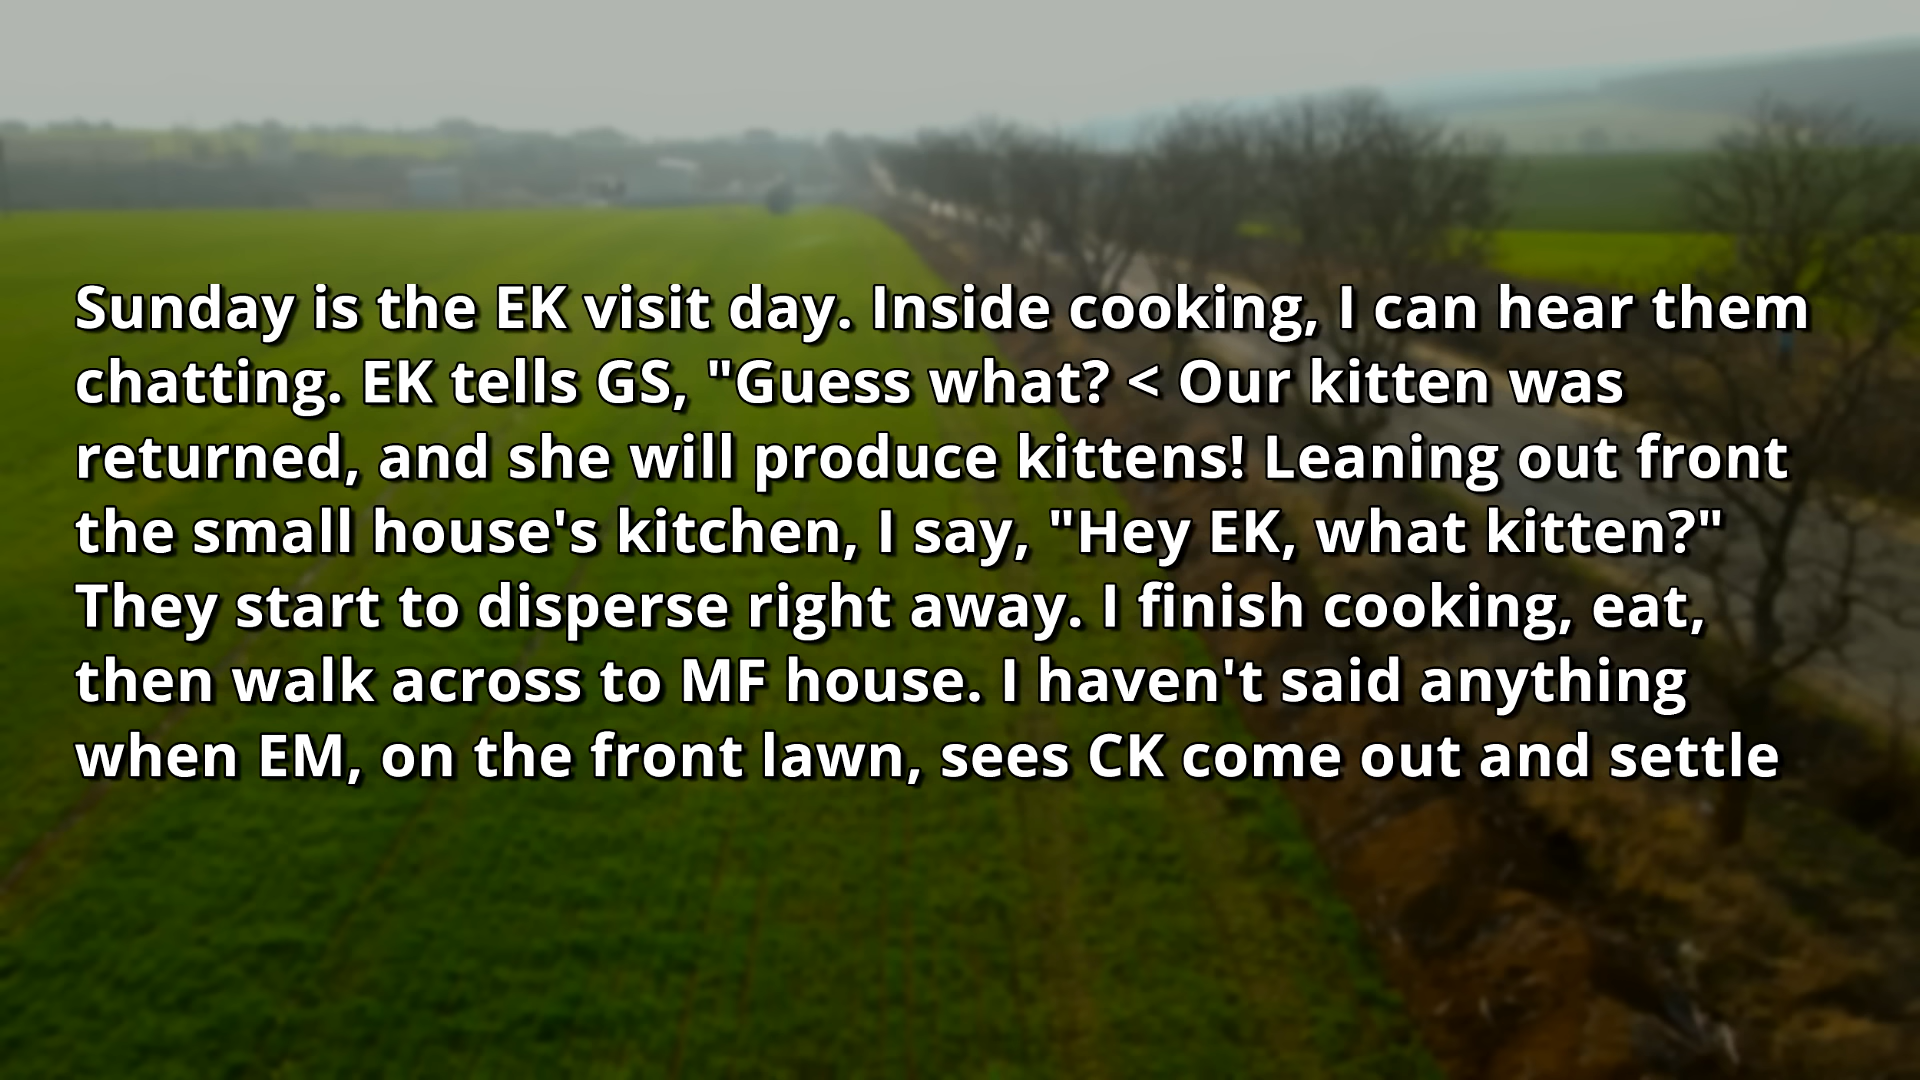 Sunday is the EK visit day. Inside cooking, I can hear them
chatting. EK tells GS, "Guess what? < Our kitten was
returned, and she will produce kittens! Leaning out front
the small house's kitchen, I say, "Hey EK, what kitten?"
They start to disperse right away. I finish cooking, eat,
then walk across to MF house. I haven't said anything
when EM, on the front lawn, sees CK come out and settle